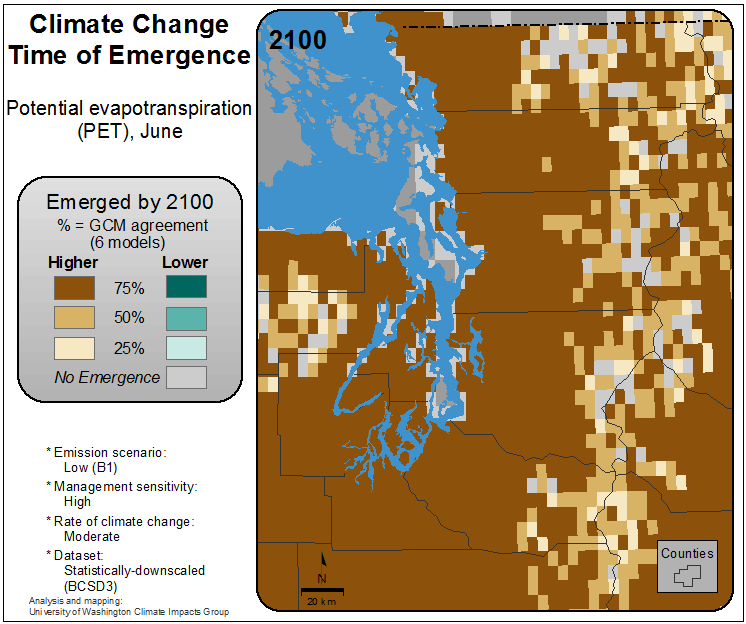 Climate Change
Time of Emergence
Potential evapotranspiration
(PET), June
Emerged by 2100
% = GCM agreement
(6 models)
Higher Lower
75%
50%
25%
No Emergence
* Emission scenario:
Low (B1)
* Management sensitivity:
High
* Rate of climate change:
Moderate
* Dataset:
Statistically-downscaled
(BCSD3)
Analysis and mapping:
University of Washington Climate Impacts Group
2100
N
20 km
Counties